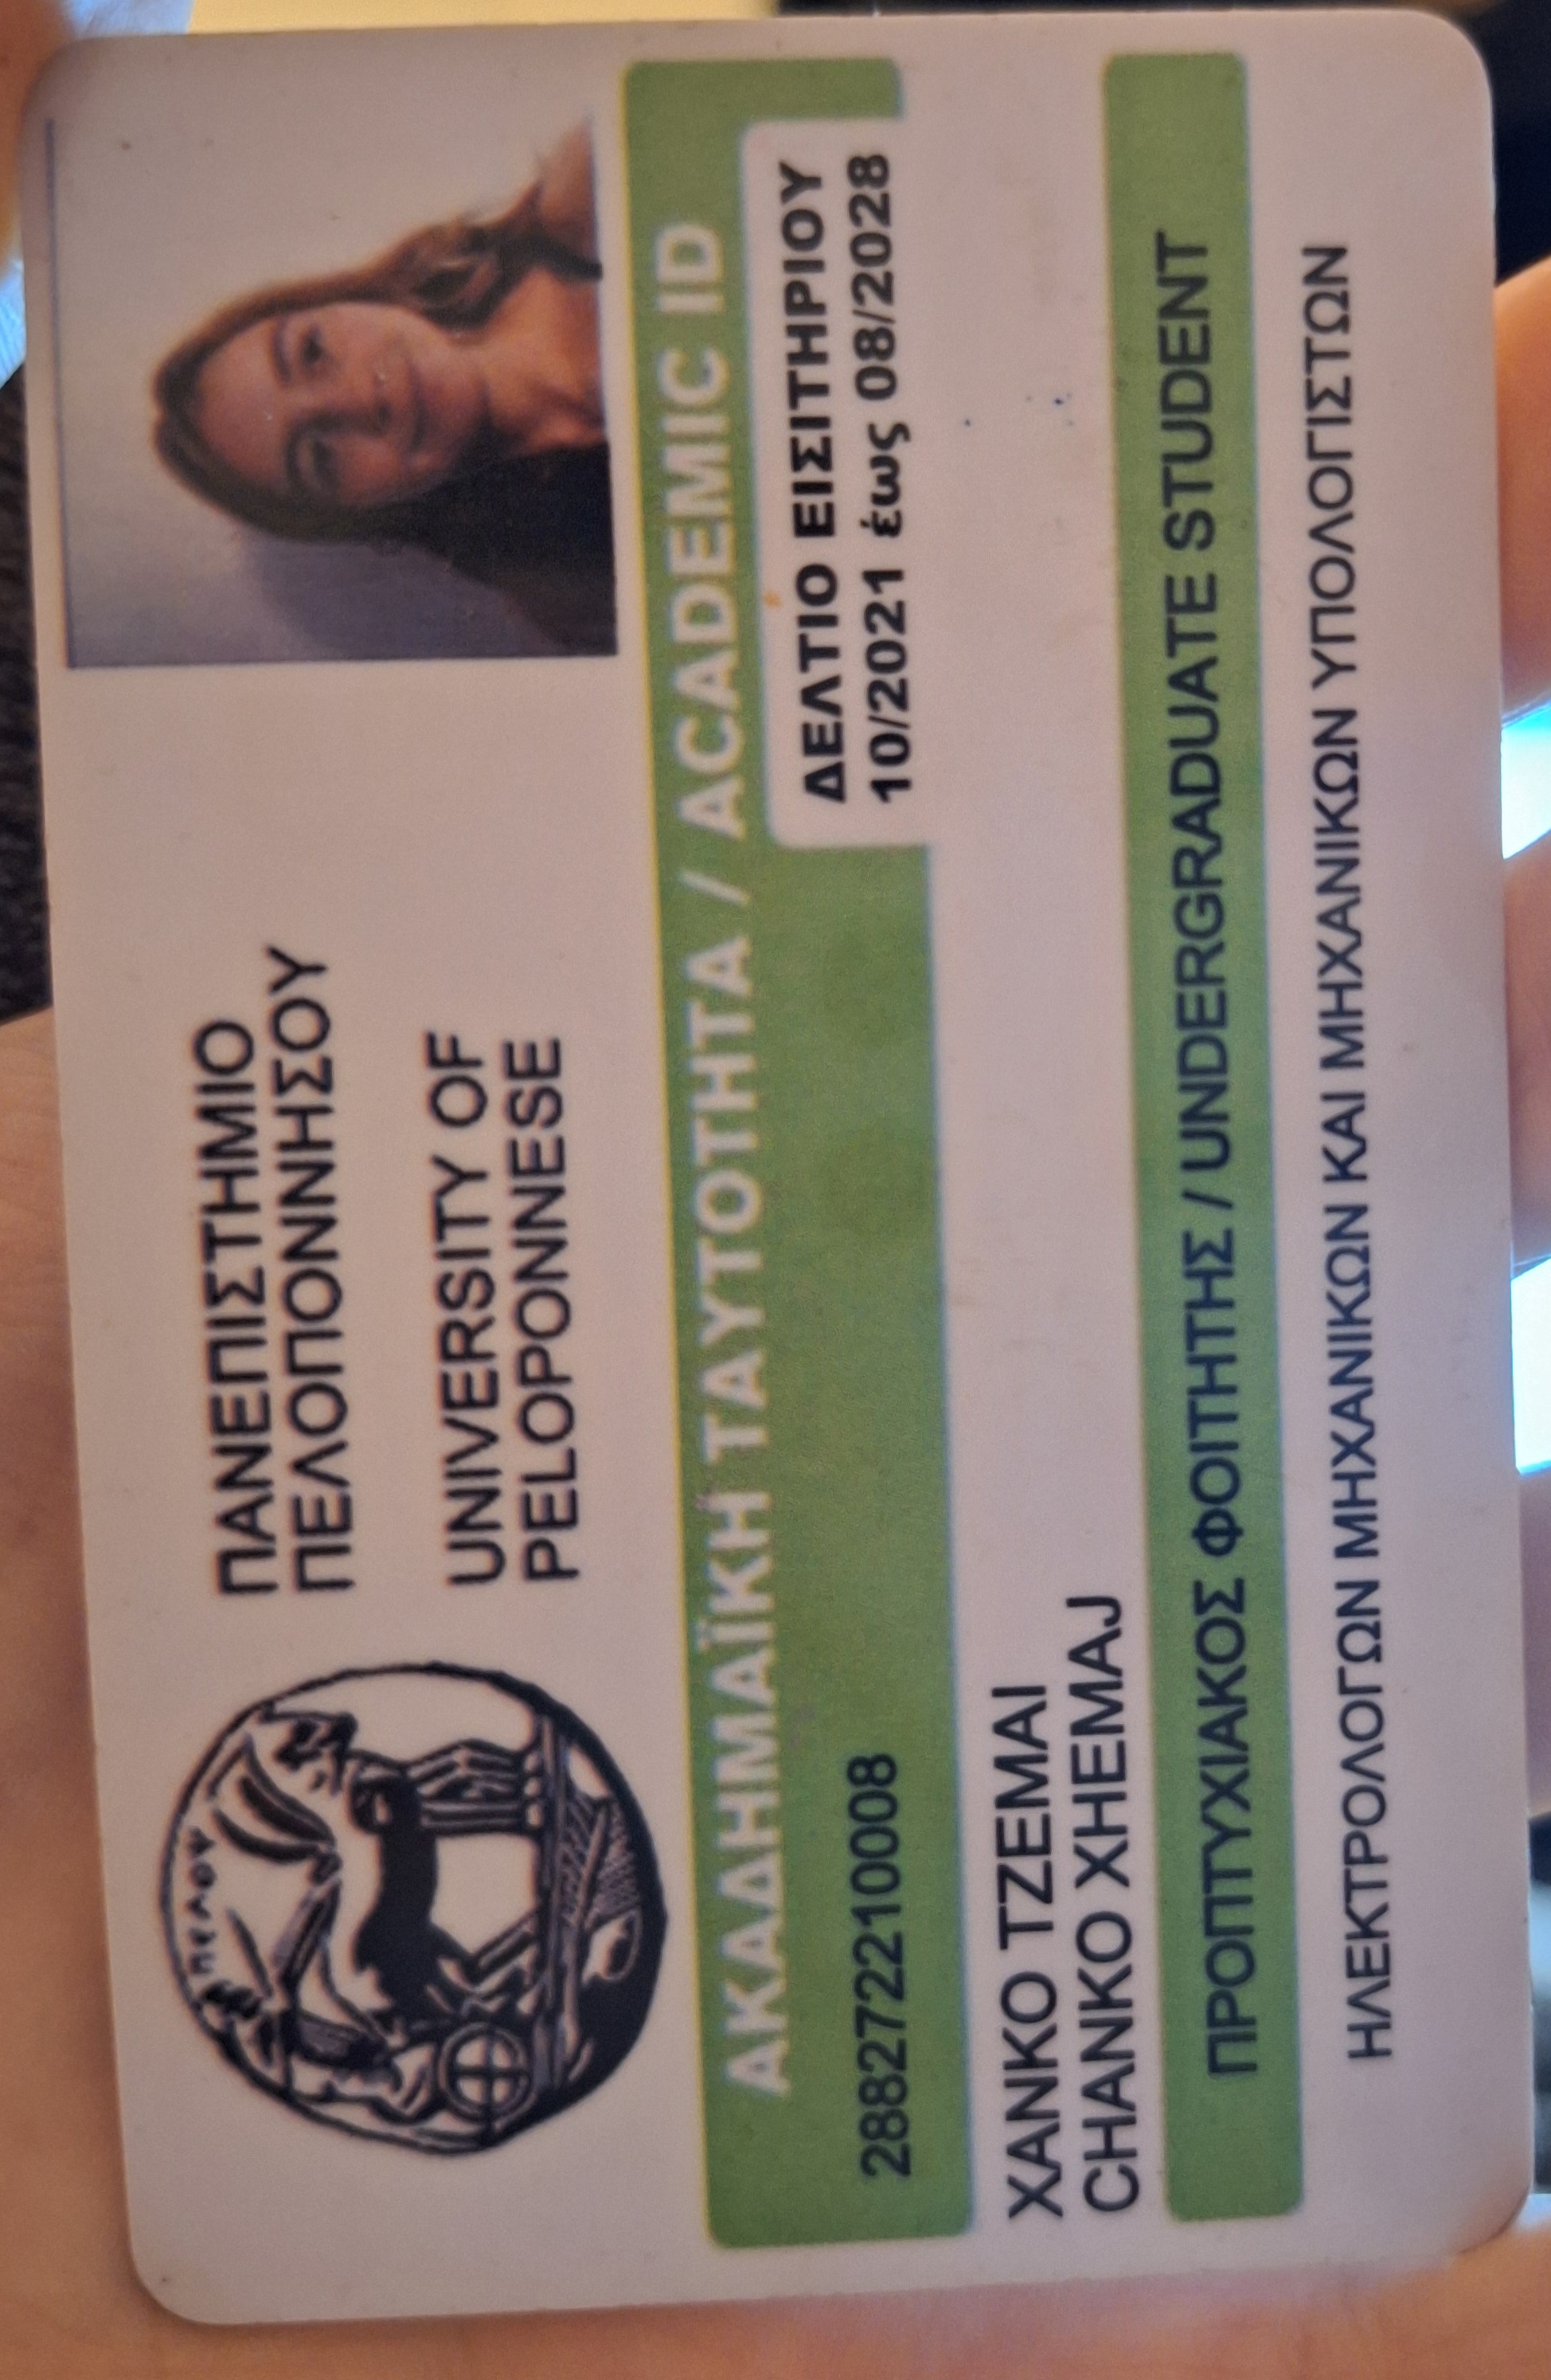 ΠΕΛΟΨ
ΠΑΝΕΠΙΣΤΗΜΙΟ
ΠΕΛΟΠΟΝΝΗΣΟΥ
UNIVERSITY OF
PELOPONNESE
ΑΚΑΔΗΜΑΪΚΗ ΤΑΥΤΟΤΗΤΑ / ACADEMIC ID
ΔΕΛΤΙΟ ΕΙΣΙΤΗΡΙΟΥ
10/2021 έως 08/2028
288272210008
ΧΑΝΚΟ ΤΖΕΜΑΙ
CHANKO XHEMAJ
ΠΡΟΠΤΥΧΙΑΚΟΣ ΦΟΙΤΗΤΗΣ / UNDERGRADUATE STUDENT
ΗΛΕΚΤΡΟΛΟΓΩΝ ΜΗΧΑΝΙΚΩΝ ΚΑΙ ΜΗΧΑΝΙΚΩΝ ΥΠΟΛΟΓΙΣΤΩΝ